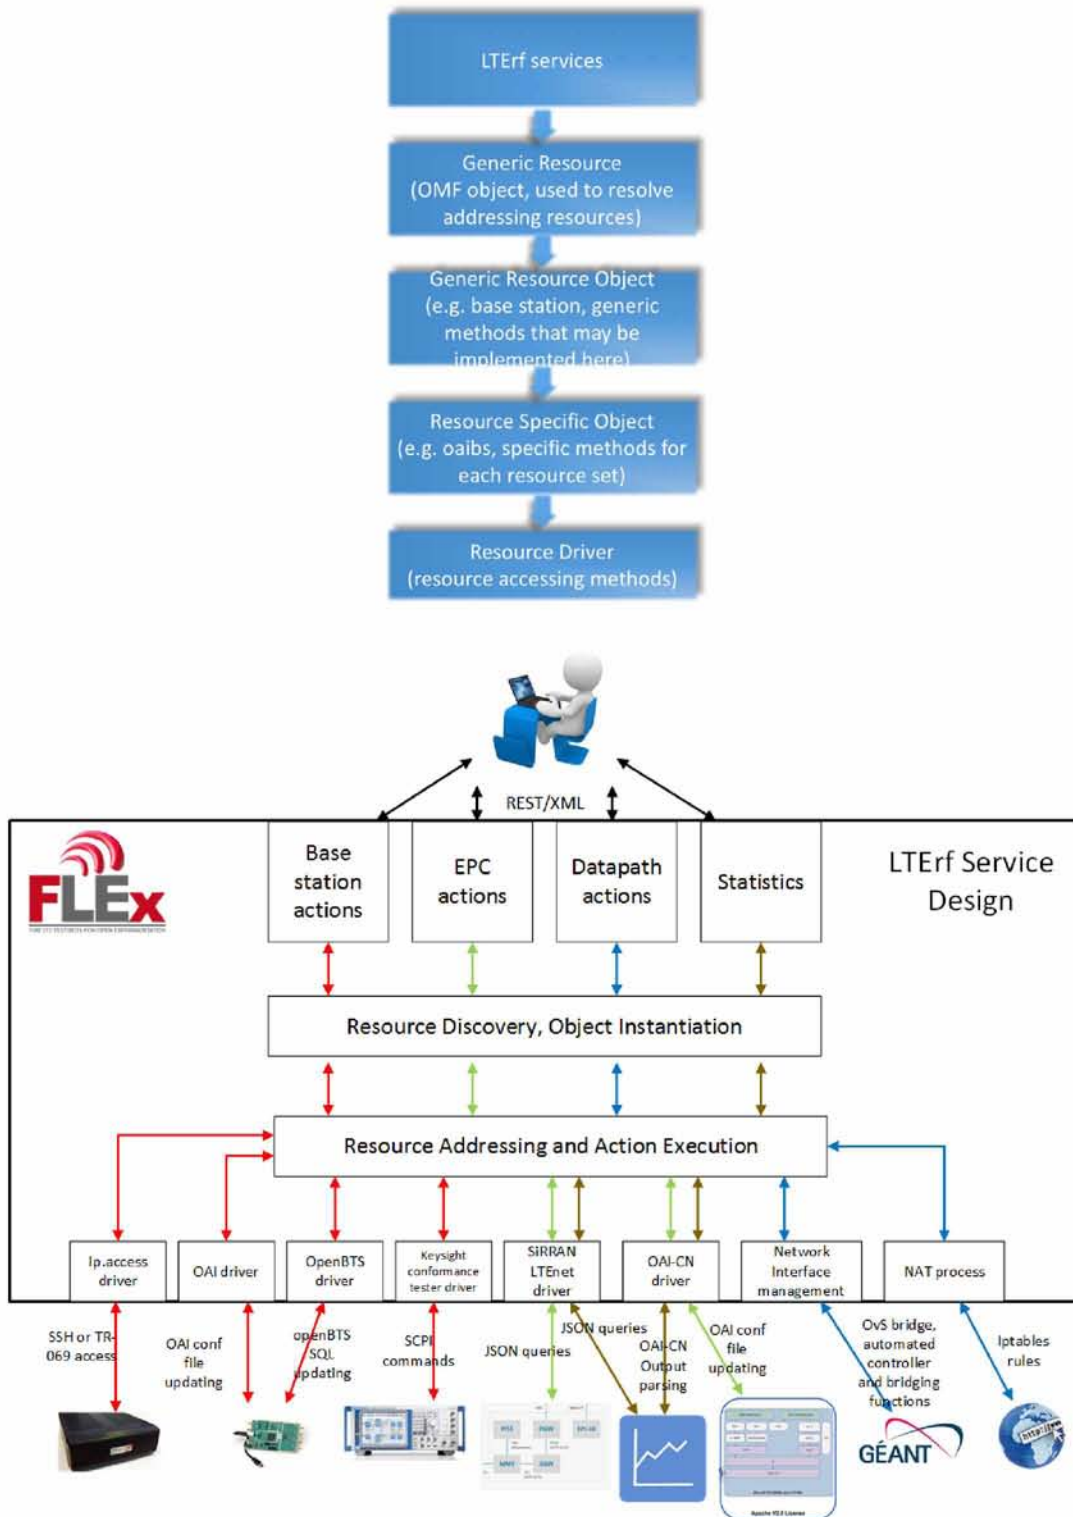 LTErf services
Generic Resource
(OMF object, used to resolve
addressing resources)
Generic Resource Object
(e.g. base station, generic
methods that may be
implemented here)
Resource Specific Object
(e.g. oaibs, specific methods for
each resource set)
Resource Driver
(resource accessing methods)
REST/XML
FLEX
Base
station
actions
EPC
actions
Datapath
actions
Statistics
LTErf Service
Design
Resource Discovery, Object Instantiation
Resource Addressing and Action Execution
Ip.access
driver
OAI driver
OpenBTS
driver
Keysight
conformance
tester driver
SiRRAN
LTEnet
driver
OAI-CN
driver
Network
Interface
management
NAT process
SSH or TR-
069 access
OAI conf
file
updating
openBTS
SQL
updating
SCPI
commands
JSON queries
JSON queries
OAI-CN
Output
parsing
OAI conf
file
updating
OvS bridge,
automated
controller
and bridging
functions
Iptables
rules
GÉANT
Apache V2.0 License